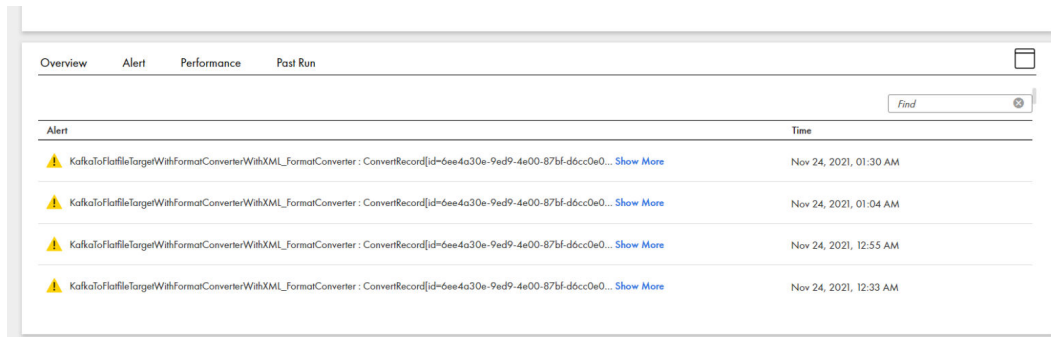 Overview Alert Performance Past Run
Find
Alert Time
KafkaToFlatfileTargetWithFormatConverterWithXML_FormatConverter : ConvertRecord[id=6ee4a30e-9ed9-4e00-87bf-d6cc0e0... Show More Nov 24, 2021, 01:30 AM
KafkaToFlatfileTargetWithFormatConverterWithXML_FormatConverter : ConvertRecord[id=6ee4a30e-9ed9-4e00-87bf-d6cc0e0... Show More Nov 24, 2021, 01:04 AM
KafkaToFlatfileTargetWithFormatConverterWithXML_FormatConverter : ConvertRecord[id=6ee4a30e-9ed9-4e00-87bf-d6cc0e0... Show More Nov 24, 2021, 12:55 AM
KafkaToFlatfileTargetWithFormatConverterWithXML_FormatConverter : ConvertRecord[id=6ee4a30e-9ed9-4e00-87bf-d6cc0e0... Show More Nov 24, 2021, 12:33 AM